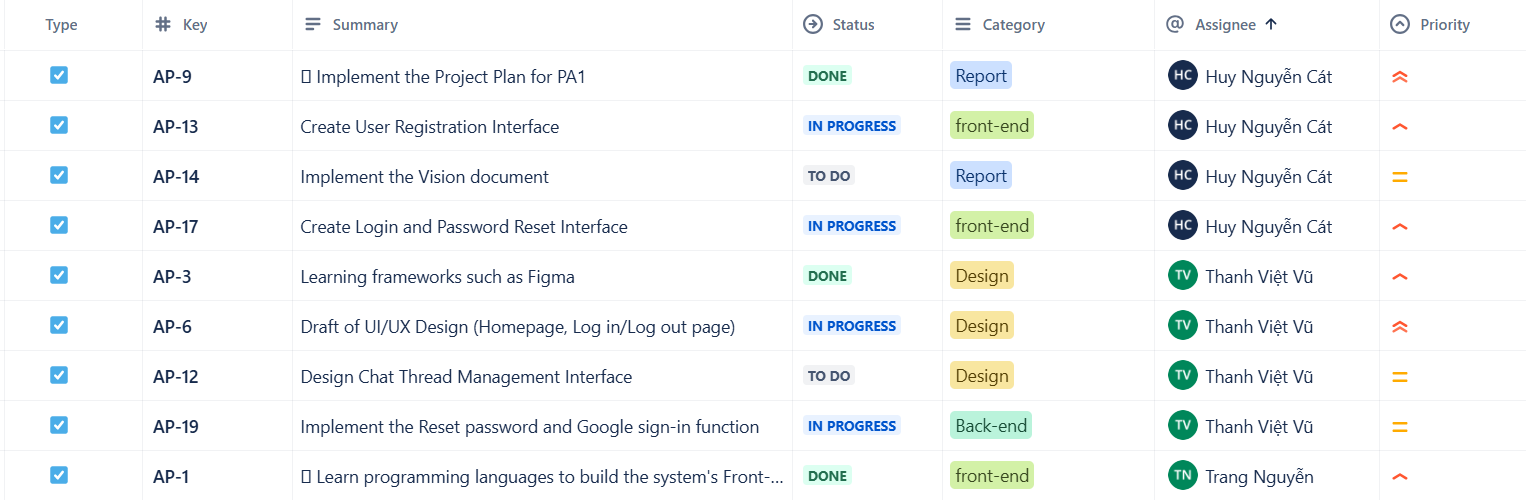 Type Key Summary Status Category Assignee Priority
AP-9 Implement the Project Plan for PA1 DONE Report HC Huy Nguyễn Cát
AP-13 Create User Registration Interface IN PROGRESS front-end HC Huy Nguyễn Cát
AP-14 Implement the Vision document TO DO Report HC Huy Nguyễn Cát
AP-17 Create Login and Password Reset Interface IN PROGRESS front-end HC Huy Nguyễn Cát
AP-3 Learning frameworks such as Figma DONE Design TV Thanh Việt Vũ
AP-6 Draft of UI/UX Design (Homepage, Log in/Log out page) IN PROGRESS Design TV Thanh Việt Vũ
AP-12 Design Chat Thread Management Interface TO DO Design TV Thanh Việt Vũ
AP-19 Implement the Reset password and Google sign-in function IN PROGRESS Back-end TV Thanh Việt Vũ
AP-1 Learn programming languages to build the system's Front-... DONE front-end TN Trang Nguyễn